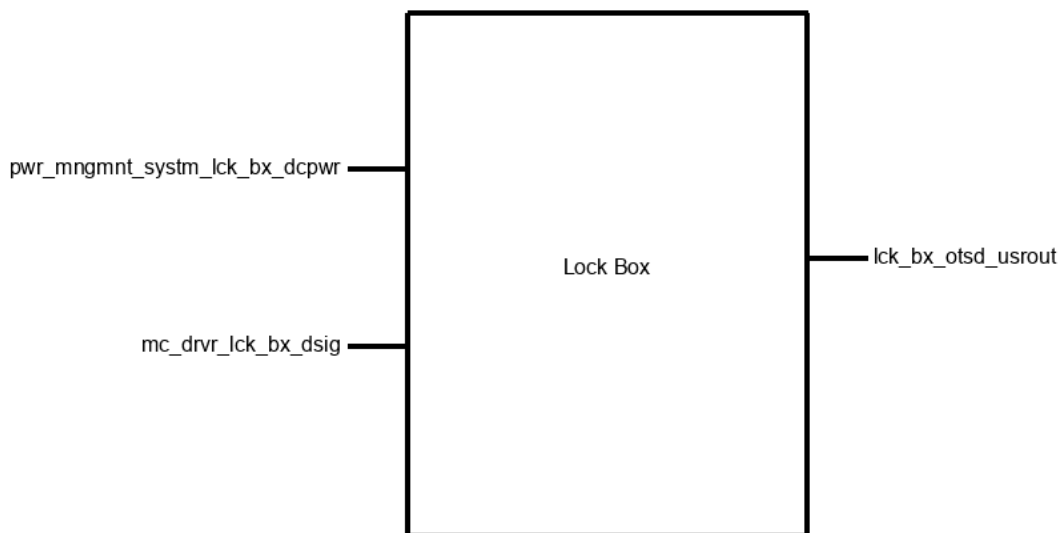 pwr_mngmnt_systm_lck_bx_dcpwr
lck_bx_otsd_usrout
Lock Box
mc_drvr_lck_bx_dsig